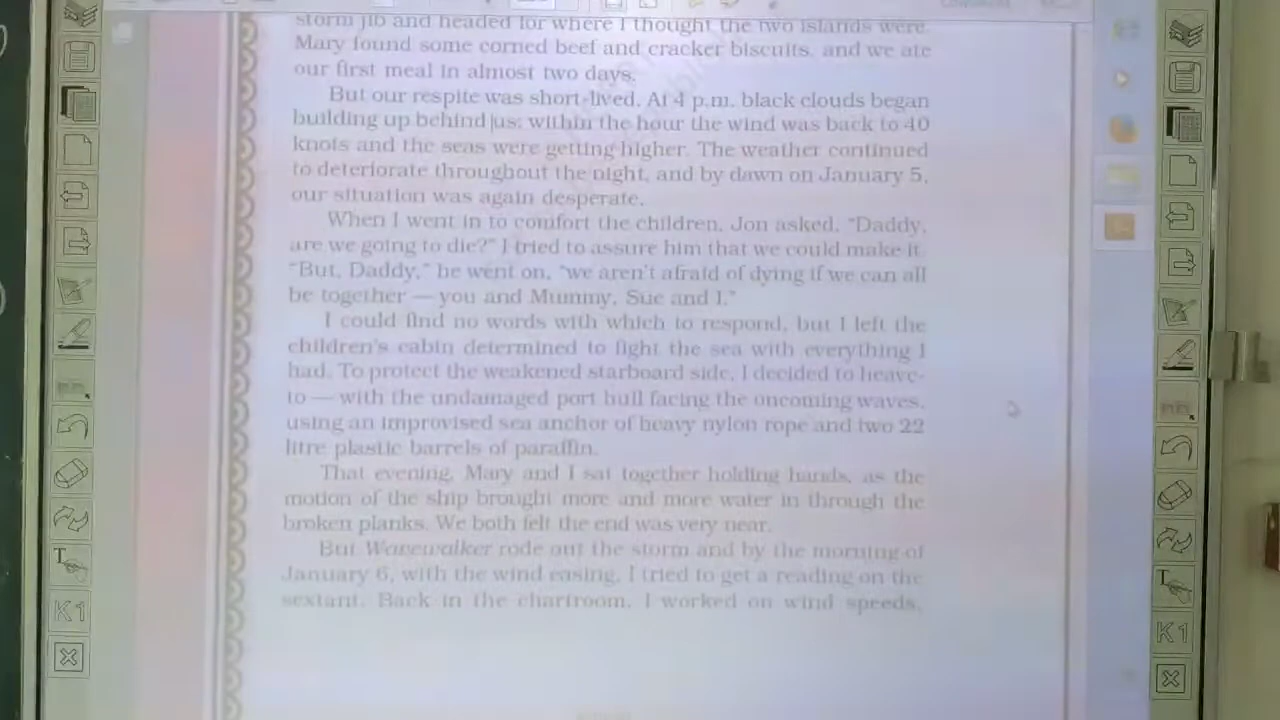 storm jib and headed for where I thought the two islands were.
Mary found some corned beef and cracker biscuits, and we ate
our first meal in almost two days.
But our respite was short-lived. At 4 p.m. black clouds began
building up behind us; within the hour the wind was back to 40
knots and the seas were getting higher. The weather continued
to deteriorate throughout the night, and by dawn on January 5,
our situation was again desperate.
When I went in to comfort the children, Jon asked, “Daddy,
are we going to die?” I tried to assure him that we could make it.
“But, Daddy,” he went on, “we aren’t afraid of dying if we can all
be together — you and Mummy, Sue and I.”
I could find no words with which to respond, but I left the
children’s cabin determined to fight the sea with everything I
had. To protect the weakened starboard side, I decided to heave-
to — with the undamaged port hull facing the oncoming waves,
using an improvised sea anchor of heavy nylon rope and two 22
litre plastic barrels of paraffin.
That evening, Mary and I sat together holding hands, as the
motion of the ship brought more and more water in through the
broken planks. We both felt the end was very near.
But Wavewalker rode out the storm and by the morning of
January 6, with the wind easing, I tried to get a reading on the
sextant. Back in the chartroom, I worked on wind speeds,
T
K1
T
K1